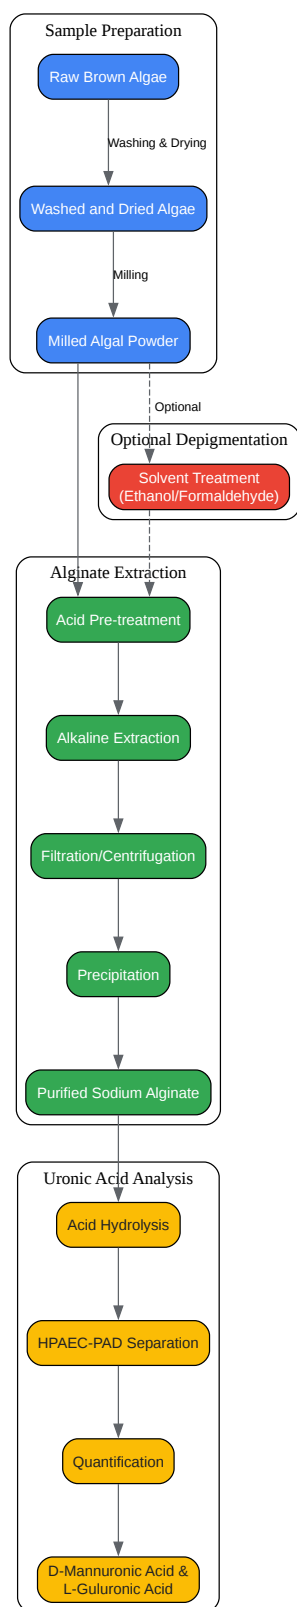 Sample Preparation
Raw Brown Algae
Washing & Drying
Washed and Dried Algae
Milling
Milled Algal Powder
Optional
Optional Depigmentation
Solvent Treatment
(Ethanol/Formaldehyde)
Alginate Extraction
Acid Pre-treatment
Alkaline Extraction
Filtration/Centrifugation
Precipitation
Purified Sodium Alginate
Uronic Acid Analysis
Acid Hydrolysis
HPAEC-PAD Separation
Quantification
D-Mannuronic Acid &
L-Guluronic Acid